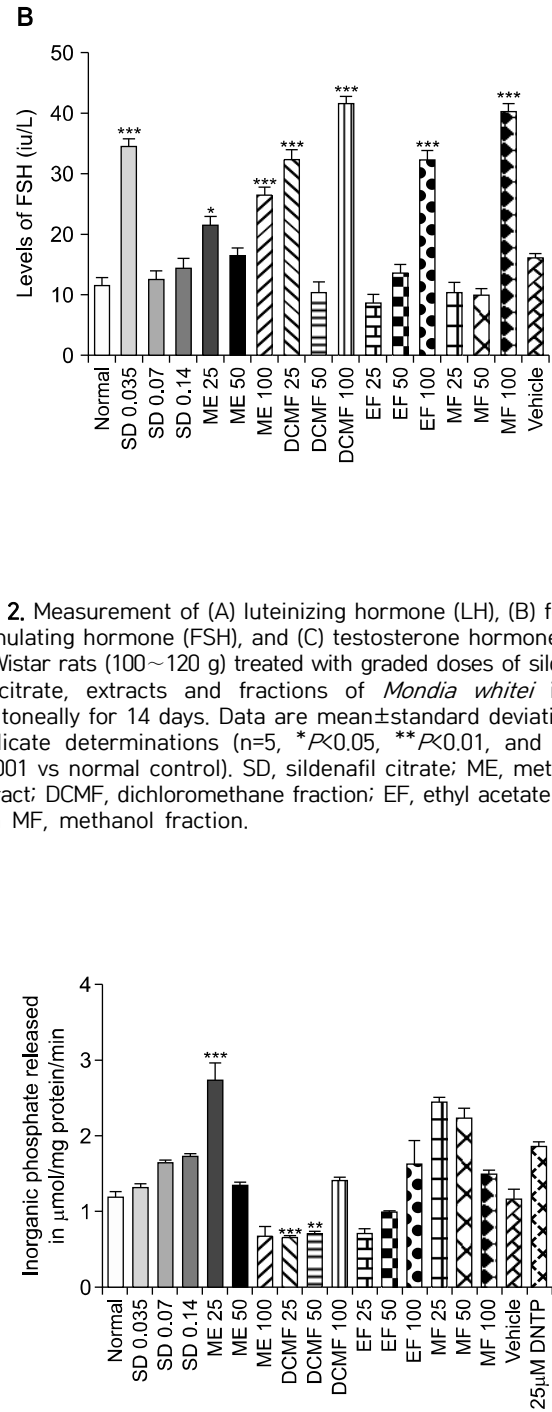 B
50
40
30
20
10
0
Levels of FSH (iu/L)
***
*
***
***
***
***
***
Normal
SD 0.035
SD 0.07
SD 0.14
ME 25
ME 50
ME 100
DCMF 25
DCMF 50
DCMF 100
EF 25
EF 50
EF 100
MF 25
MF 50
MF 100
Vehicle
2. Measurement of (A) luteinizing hormone (LH), (B) f
nulating hormone (FSH), and (C) testosterone hormone
Wistar rats (100~120 g) treated with graded doses of sild
citrate, extracts and fractions of Mondia whitei i
toneally for 14 days. Data are mean±standard deviati
licate determinations (n=5, *P<0.05, **P<0.01, and
001 vs normal control). SD, sildenafil citrate; ME, met
ract; DCMF, dichloromethane fraction; EF, ethyl acetate
MF, methanol fraction.
4
3
2
1
0
Inorganic phosphate released
in μmol/mg protein/min
***
***
**
Normal
SD 0.035
SD 0.07
SD 0.14
ME 25
ME 50
ME 100
DCMF 25
DCMF 50
DCMF 100
EF 25
EF 50
EF 100
MF 25
MF 50
MF 100
Vehicle
25μM DNTP